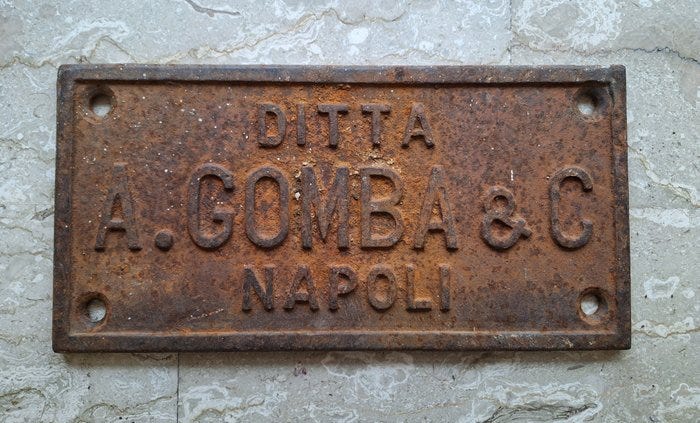 DITTA
A. GOMBA & C
NAPOLI